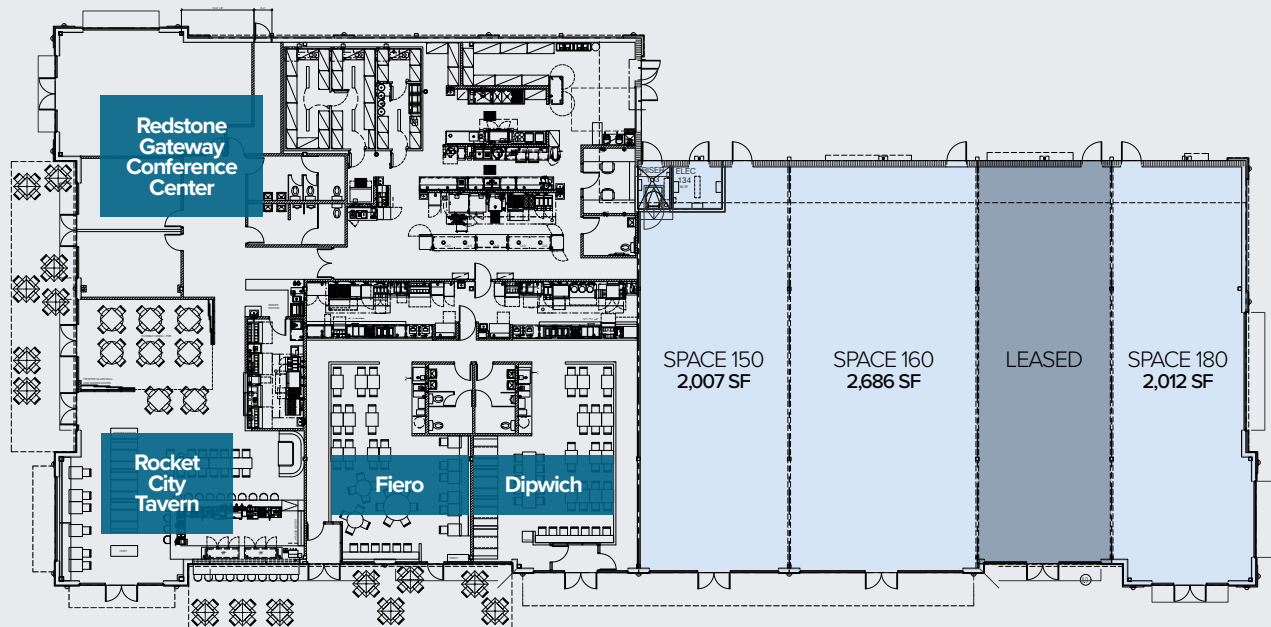 Redstone
Gateway
Conference
Center
RISER
ELEC
134
SPACE 150
2,007 SF
SPACE 160
2,686 SF
LEASED
SPACE 180
2,012 SF
Rocket
City
Tavern
Fiero
Dipwich